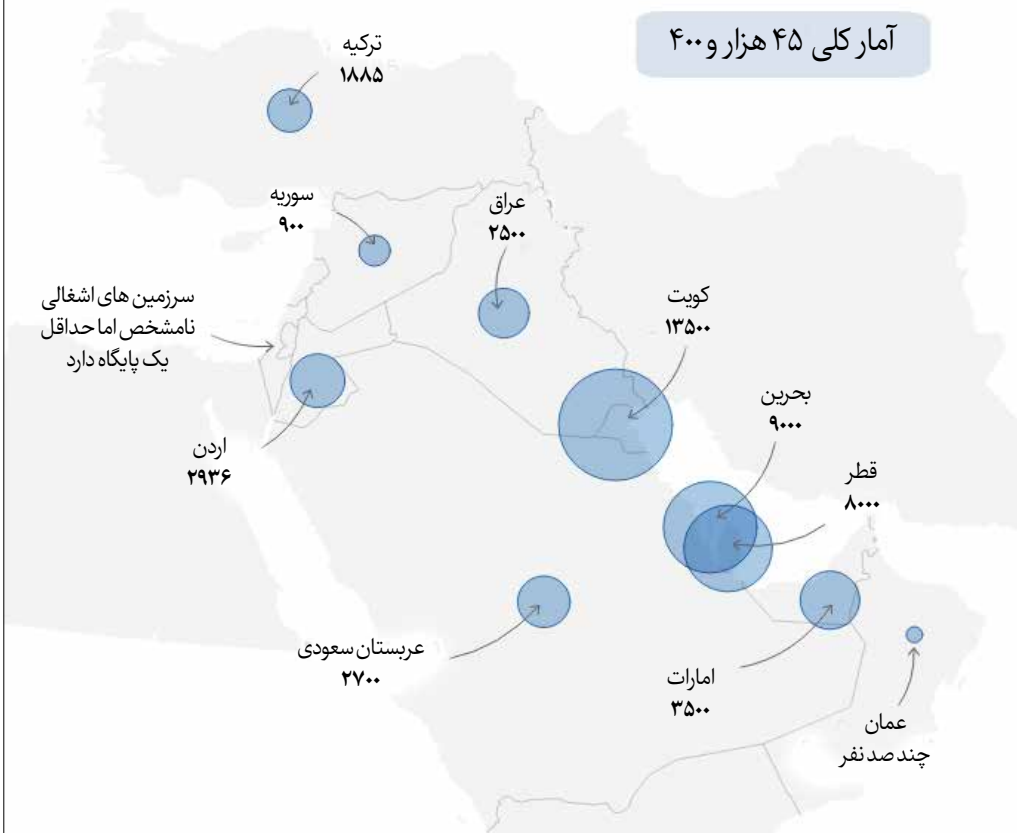 آمار کلی ۴۵ هزار و ۴۰۰
ترکیه
۱۸۸۵
سوریه
۹۰۰
عراق
۲۵۰۰
سرزمین های اشغالی
نامشخص اما حداقل
یک پایگاه دارد
کویت
۱۳۵۰۰
بحرین
۹۰۰۰
اردن
۲۹۳۶
قطر
۸۰۰۰
عربستان سعودی
۲۷۰۰
امارات
۳۵۰۰
عمان
چند صد نفر